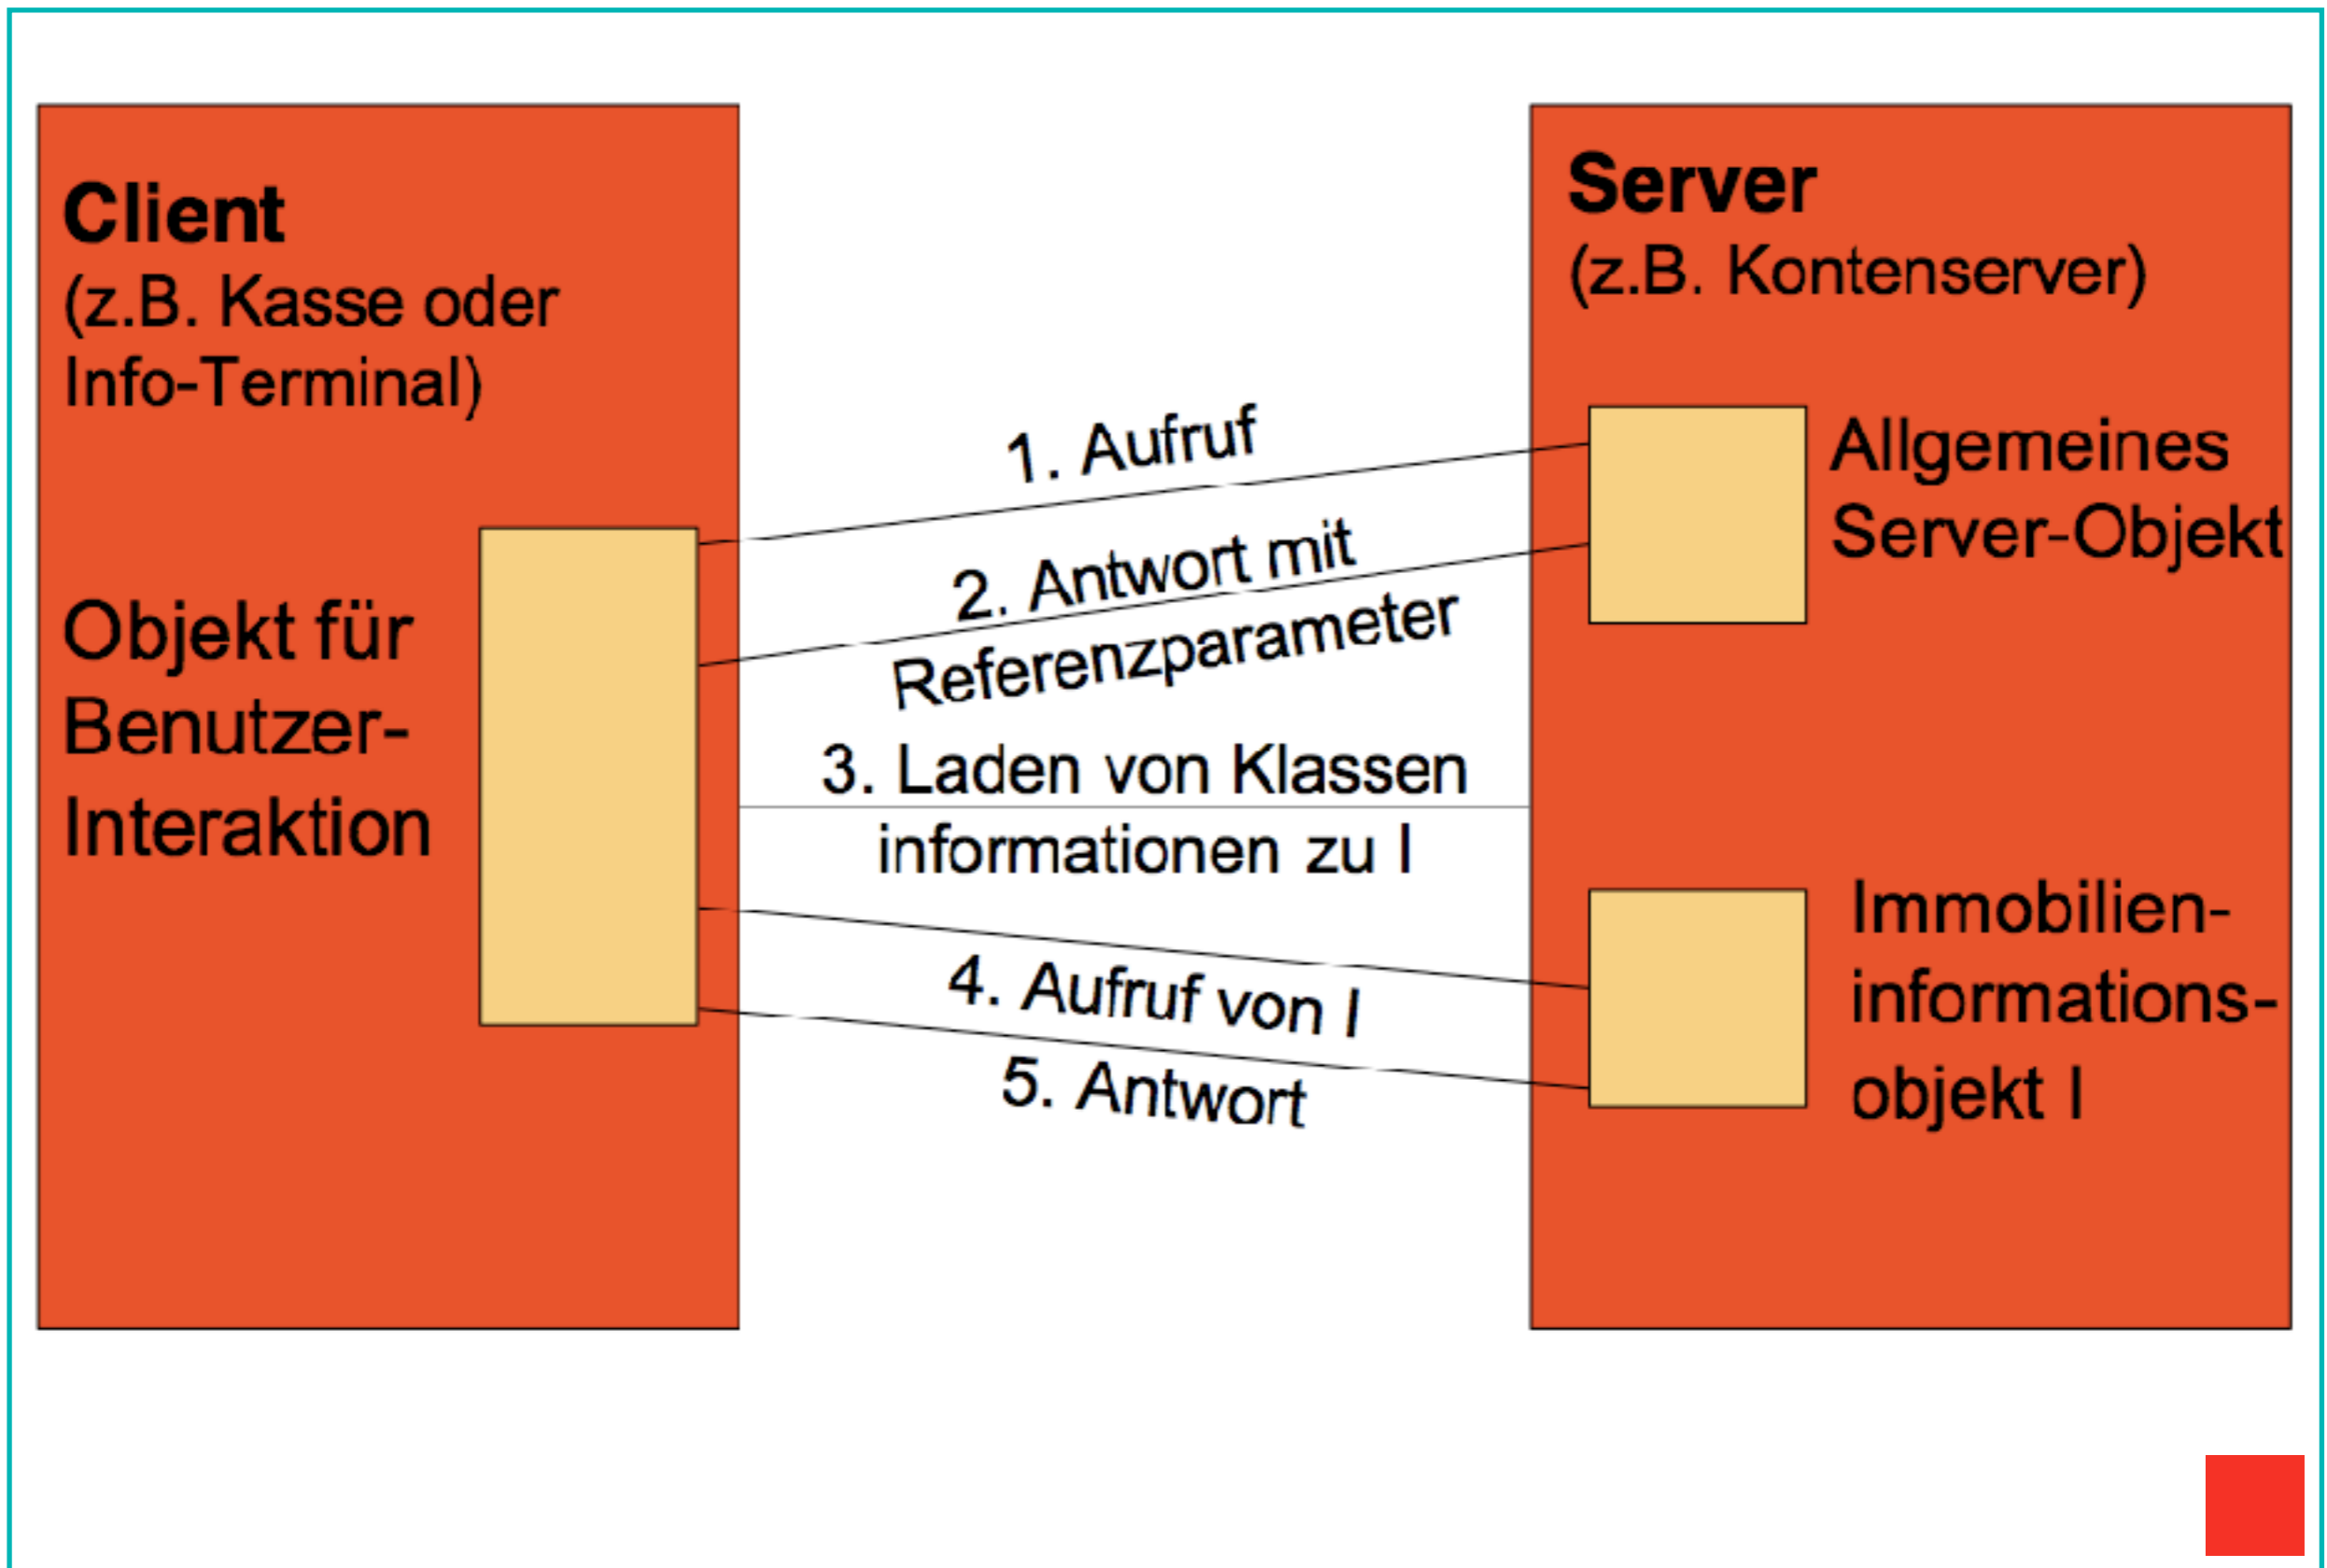 Client
(z.B. Kasse oder
Info-Terminal)
Objekt für
Benutzer-
Interaktion
1. Aufruf
2. Antwort mit
Referenzparameter
3. Laden von Klassen
informationen zu I
4. Aufruf von I
5. Antwort
Server
(z.B. Kontenserver)
Allgemeines
Server-Objekt
Immobilien-
informations-
objekt I